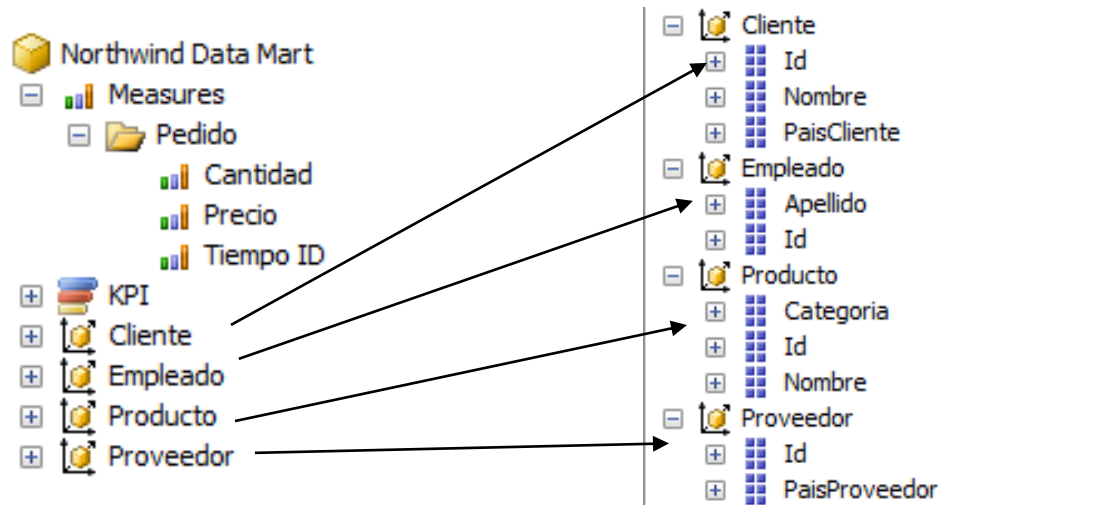 Northwind Data Mart
Measures
Pedido
Cantidad
Precio
Tiempo ID
KPI
Cliente
Empleado
Producto
Proveedor
Cliente
Id
Nombre
PaisCliente
Empleado
Apellido
Id
Producto
Categoria
Id
Nombre
Proveedor
Id
PaisProveedor